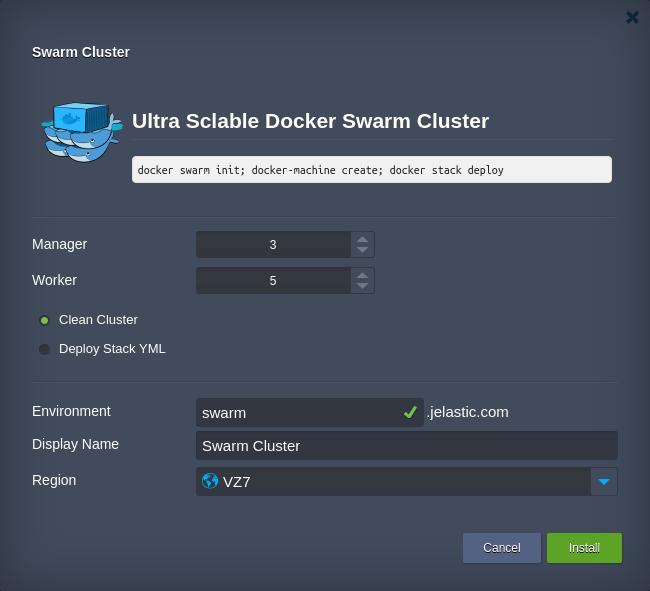 Swarm Cluster
Ultra Sclable Docker Swarm Cluster
docker swarm init; docker-machine create; docker stack deploy
Manager 3
Worker 5
Clean Cluster
Deploy Stack YML
Environment swarm .jelastic.com
Display Name Swarm Cluster
Region VZ7
Cancel Install